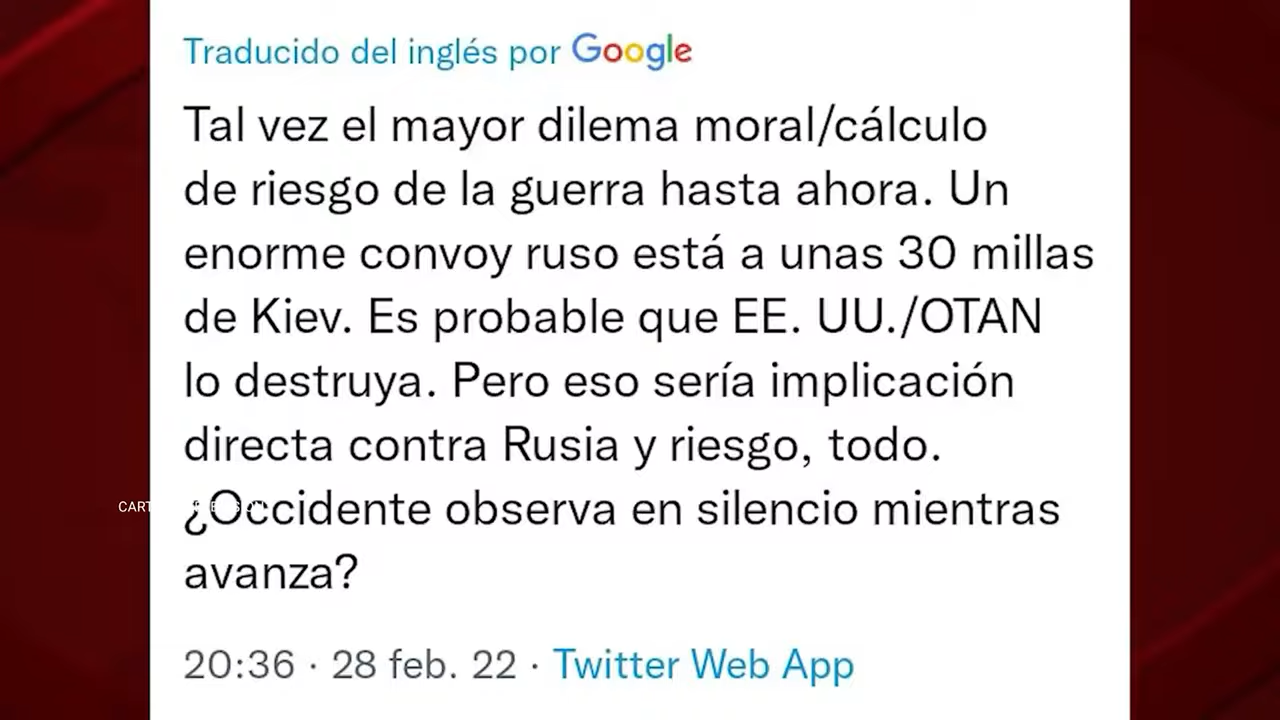 Traducido del inglés por Google
Tal vez el mayor dilema moral/cálculo
de riesgo de la guerra hasta ahora. Un
enorme convoy ruso está a unas 30 millas
de Kiev. Es probable que EE. UU./OTAN
lo destruya. Pero eso sería implicación
directa contra Rusia y riesgo, todo.
¿Occidente observa en silencio mientras
avanza?
20:36 · 28 feb. 22 · Twitter Web App